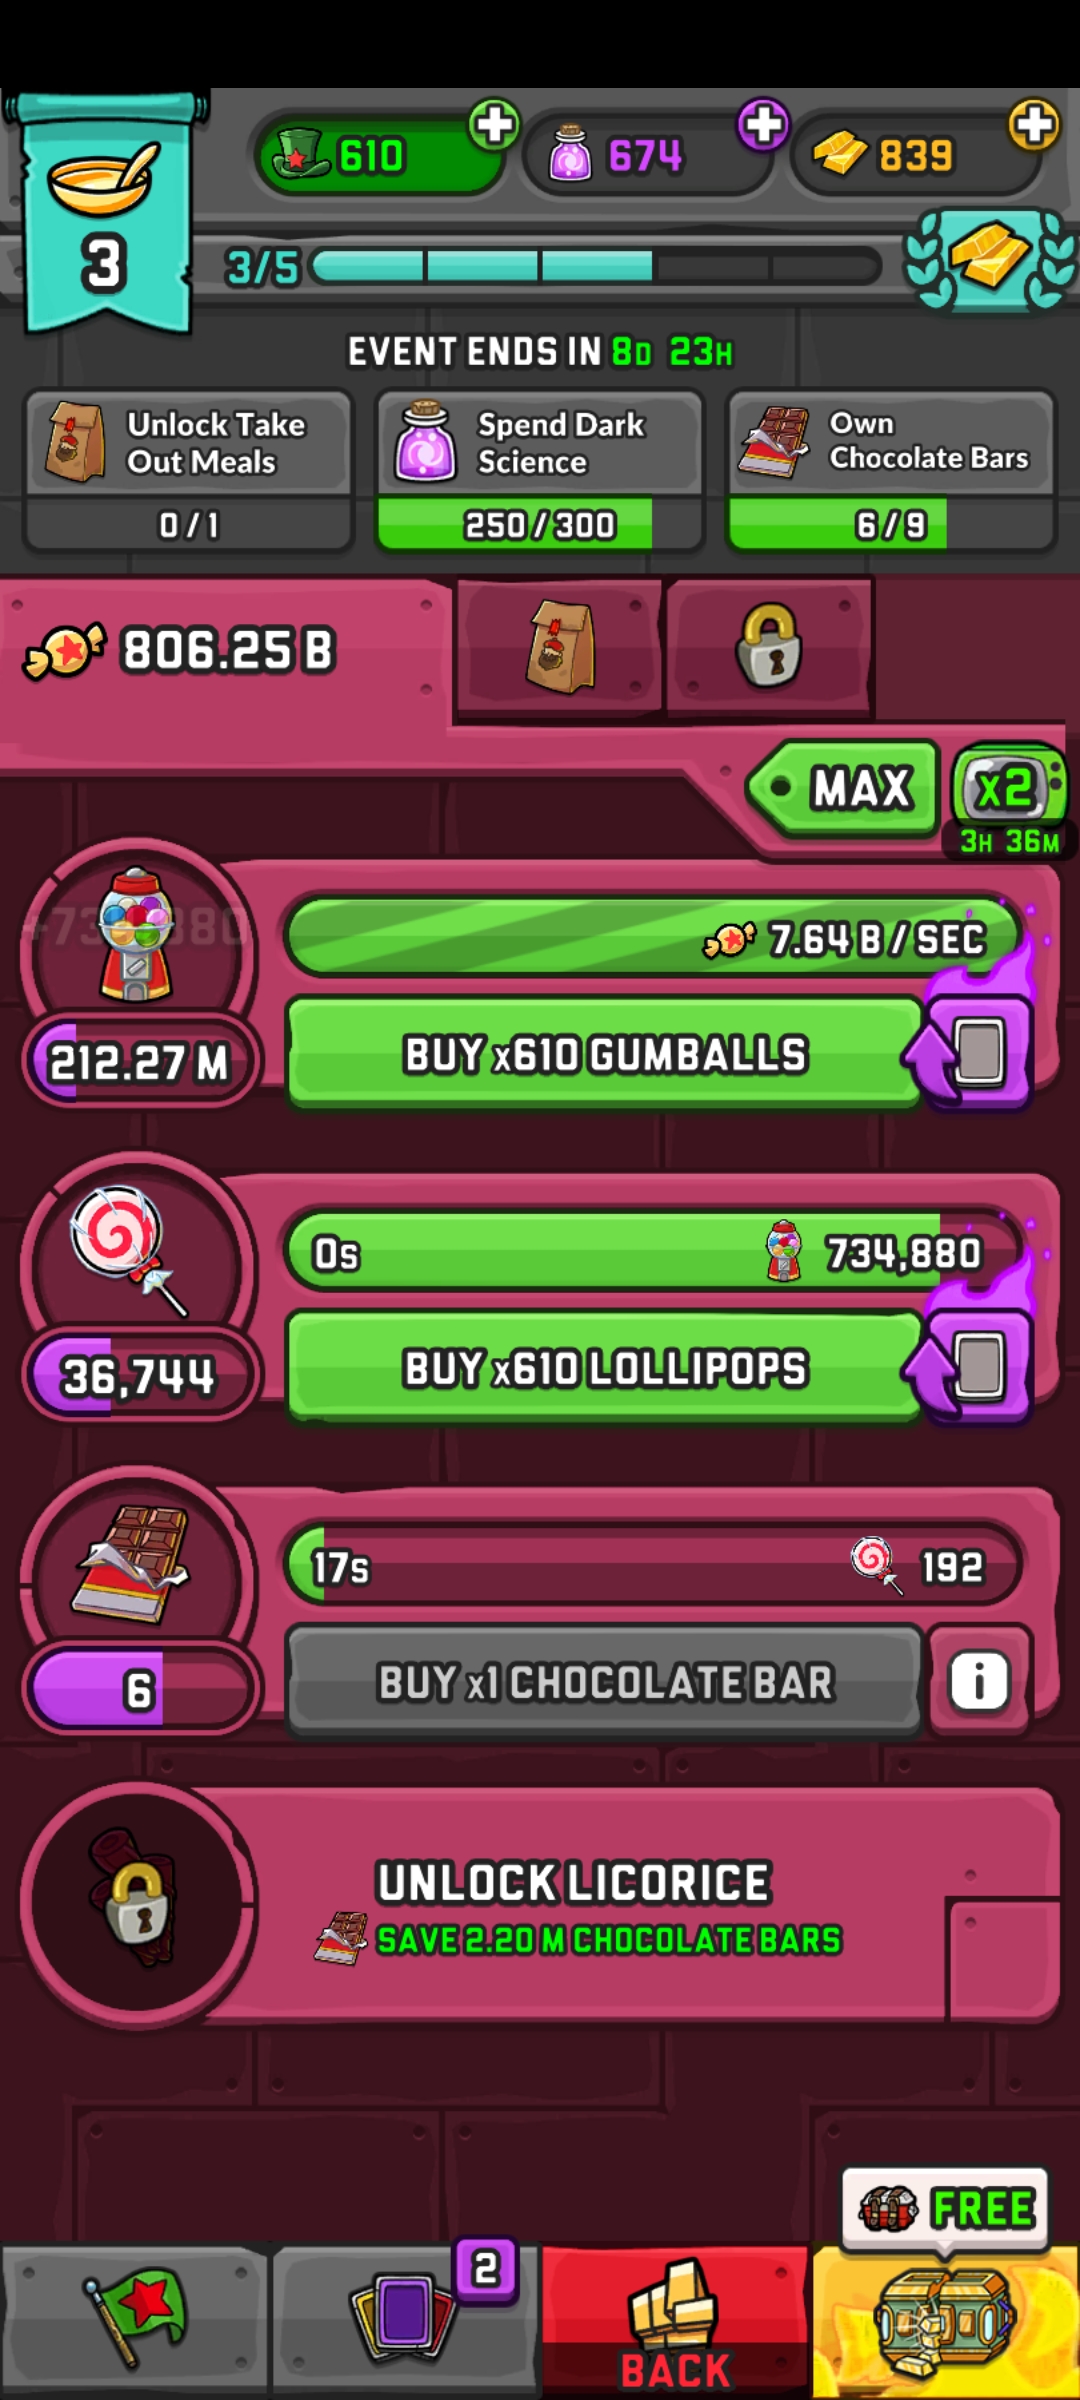 610
674
839
3
3/5
EVENT ENDS IN 8D 23H
Unlock Take
Out Meals
0/1
Spend Dark
Science
250/300
Own
Chocolate Bars
6/9
806.25 B
MAX
x2
3H 36M
7.64 B / SEC
212.27 M
BUY x610 GUMBALLS
0s
734,880
36,744
BUY x610 LOLLIPOPS
17s
192
6
BUY x1 CHOCOLATE BAR
i
UNLOCK LICORICE
SAVE 2.20 M CHOCOLATE BARS
FREE
2
BACK